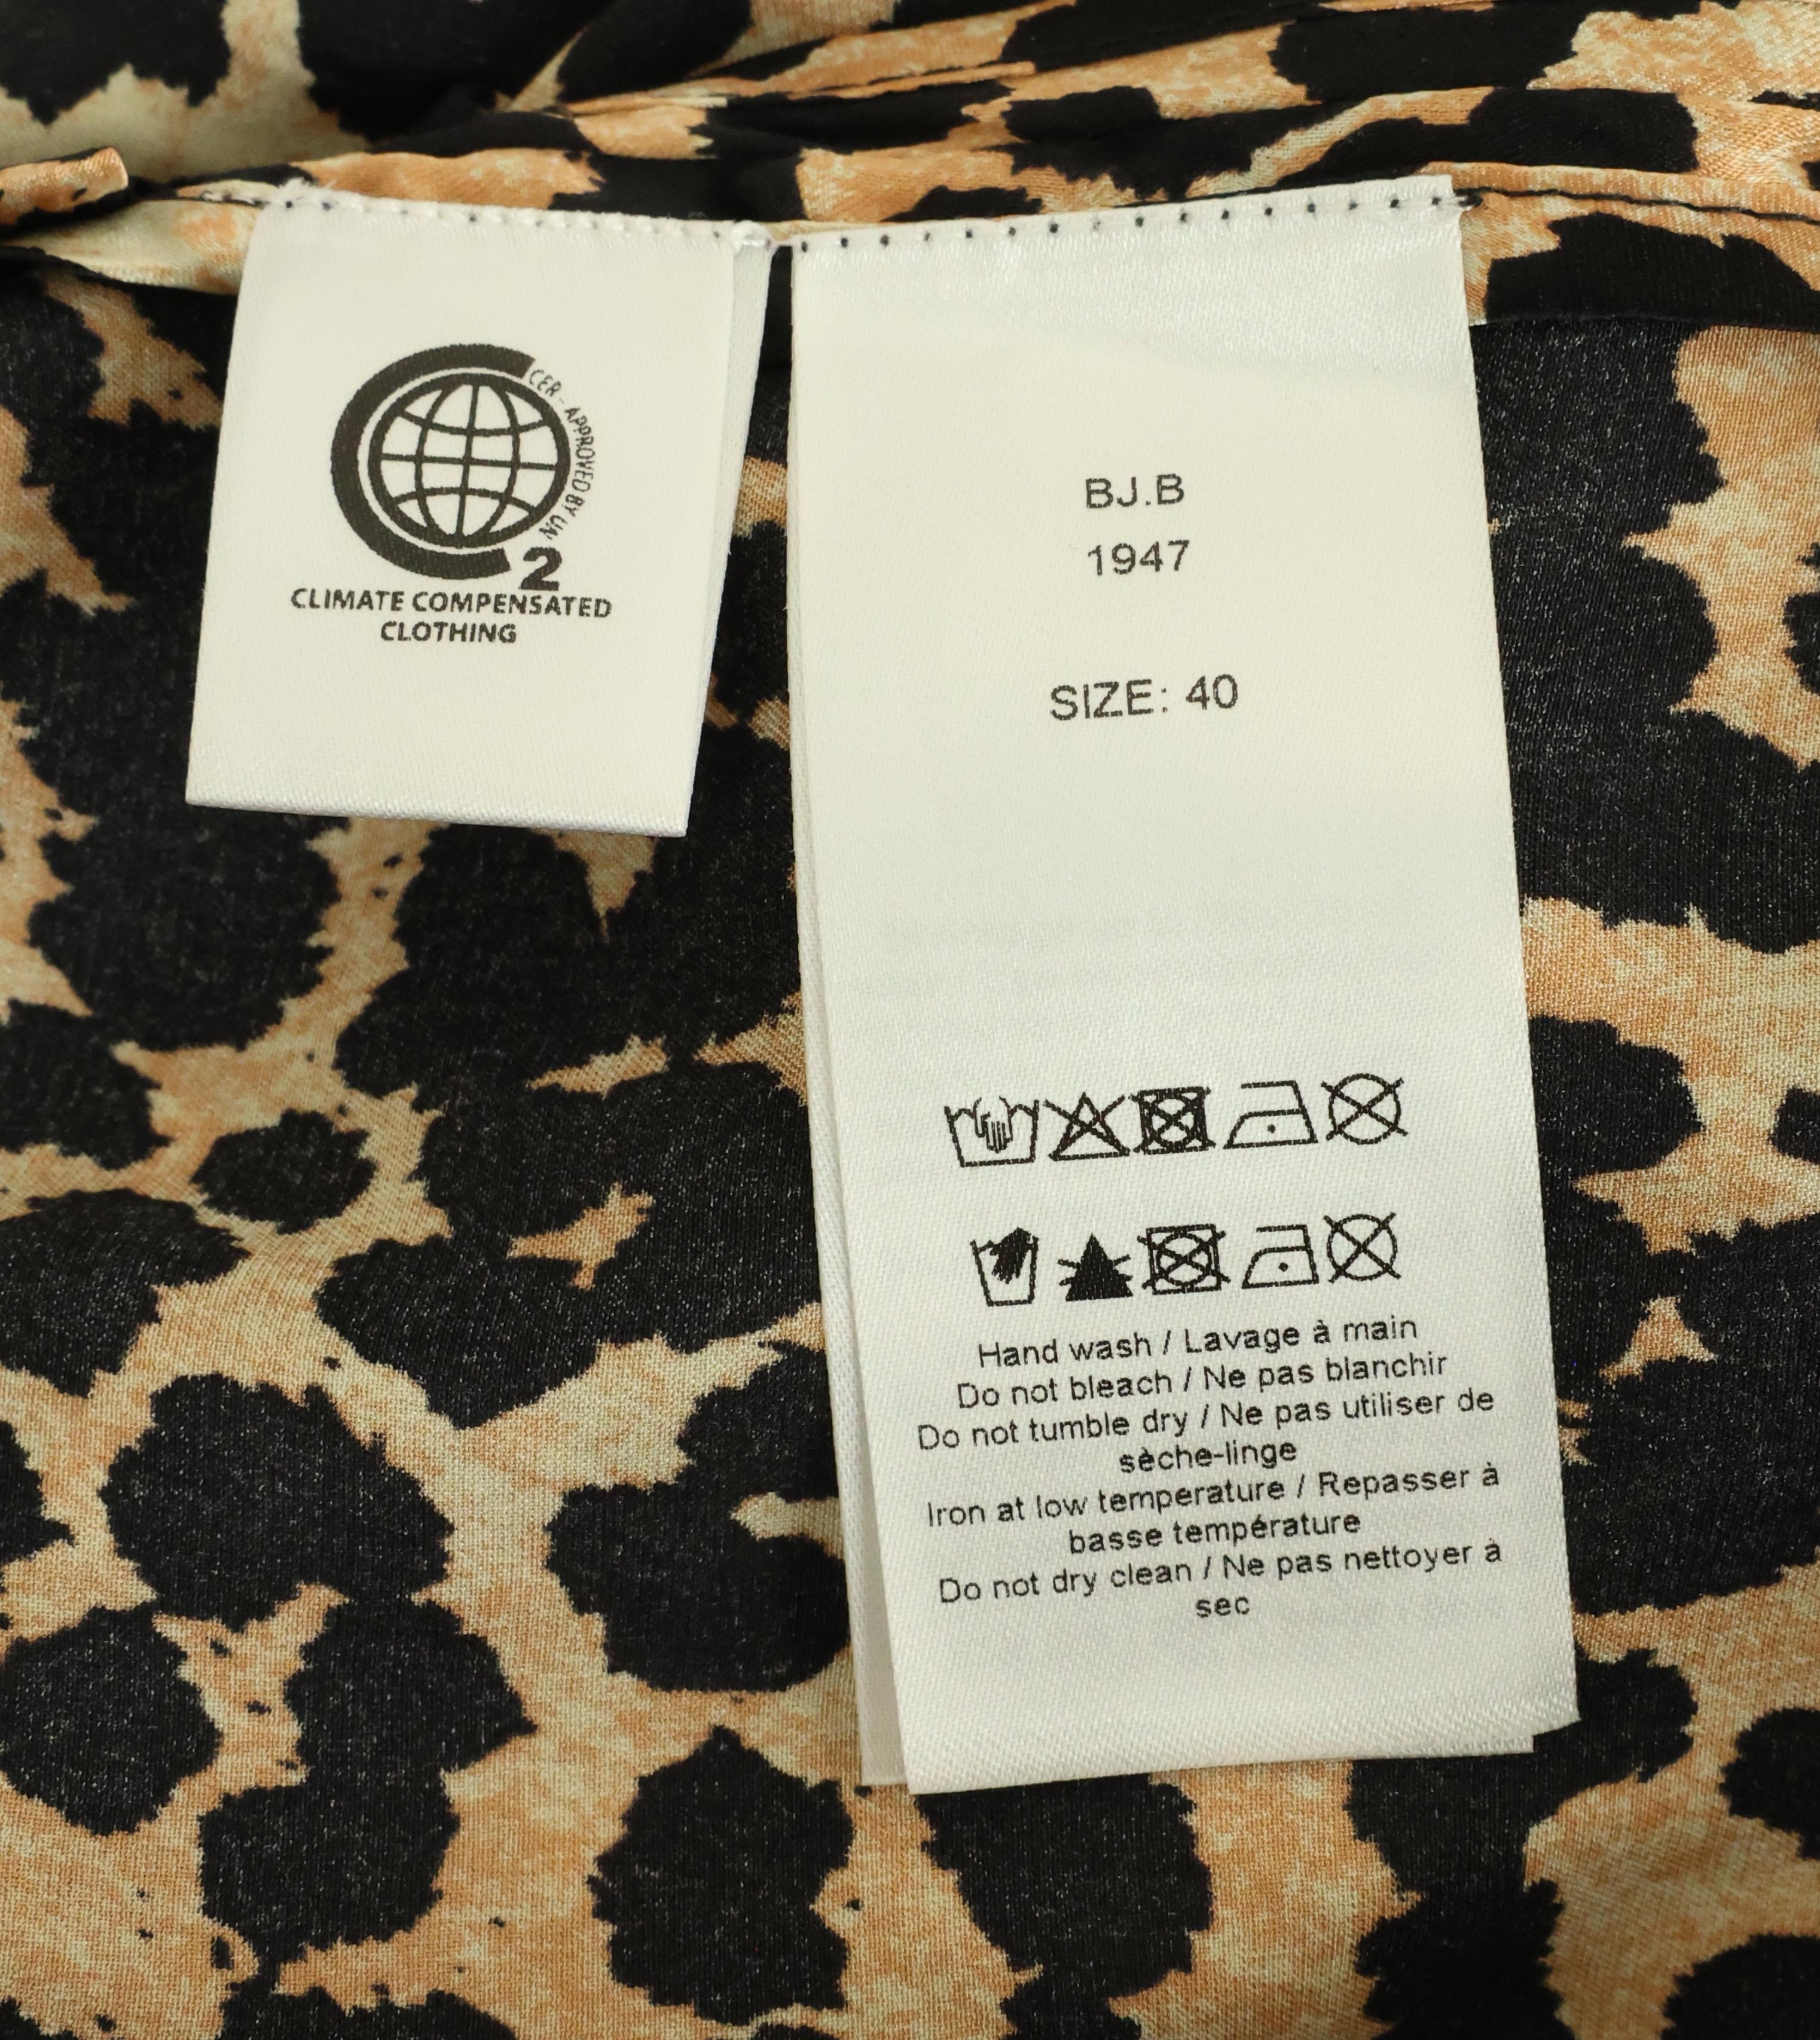 CER - APPROVED BY UN
2
CLIMATE COMPENSATED
CLOTHING
BJ.B
1947
SIZE: 40
Hand wash / Lavage à main
Do not bleach / Ne pas blanchir
Do not tumble dry / Ne pas utiliser de
sèche-linge
Iron at low temperature / Repasser à
basse température
Do not dry clean / Ne pas nettoyer à
sec